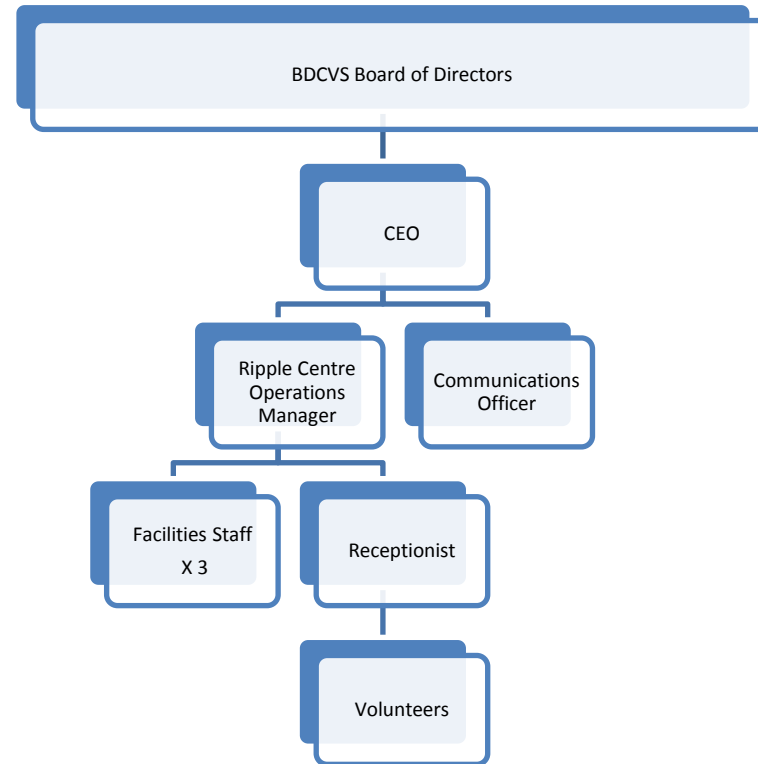 BDCVS Board of Directors
CEO
Ripple Centre
Operations
Manager
Communications
Officer
Facilities Staff
X 3
Receptionist
Volunteers